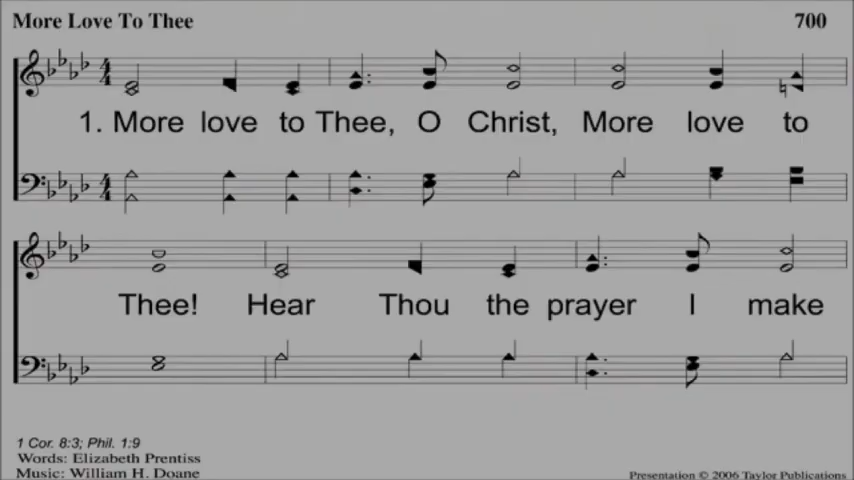 More Love To Thee 700
1. More love to Thee, O Christ, More love to
Thee! Hear Thou the prayer I make
1 Cor. 8:3; Phil. 1:9
Words: Elizabeth Prentiss
Music: William H. Doane
Presentation © 2006 Taylor Publications